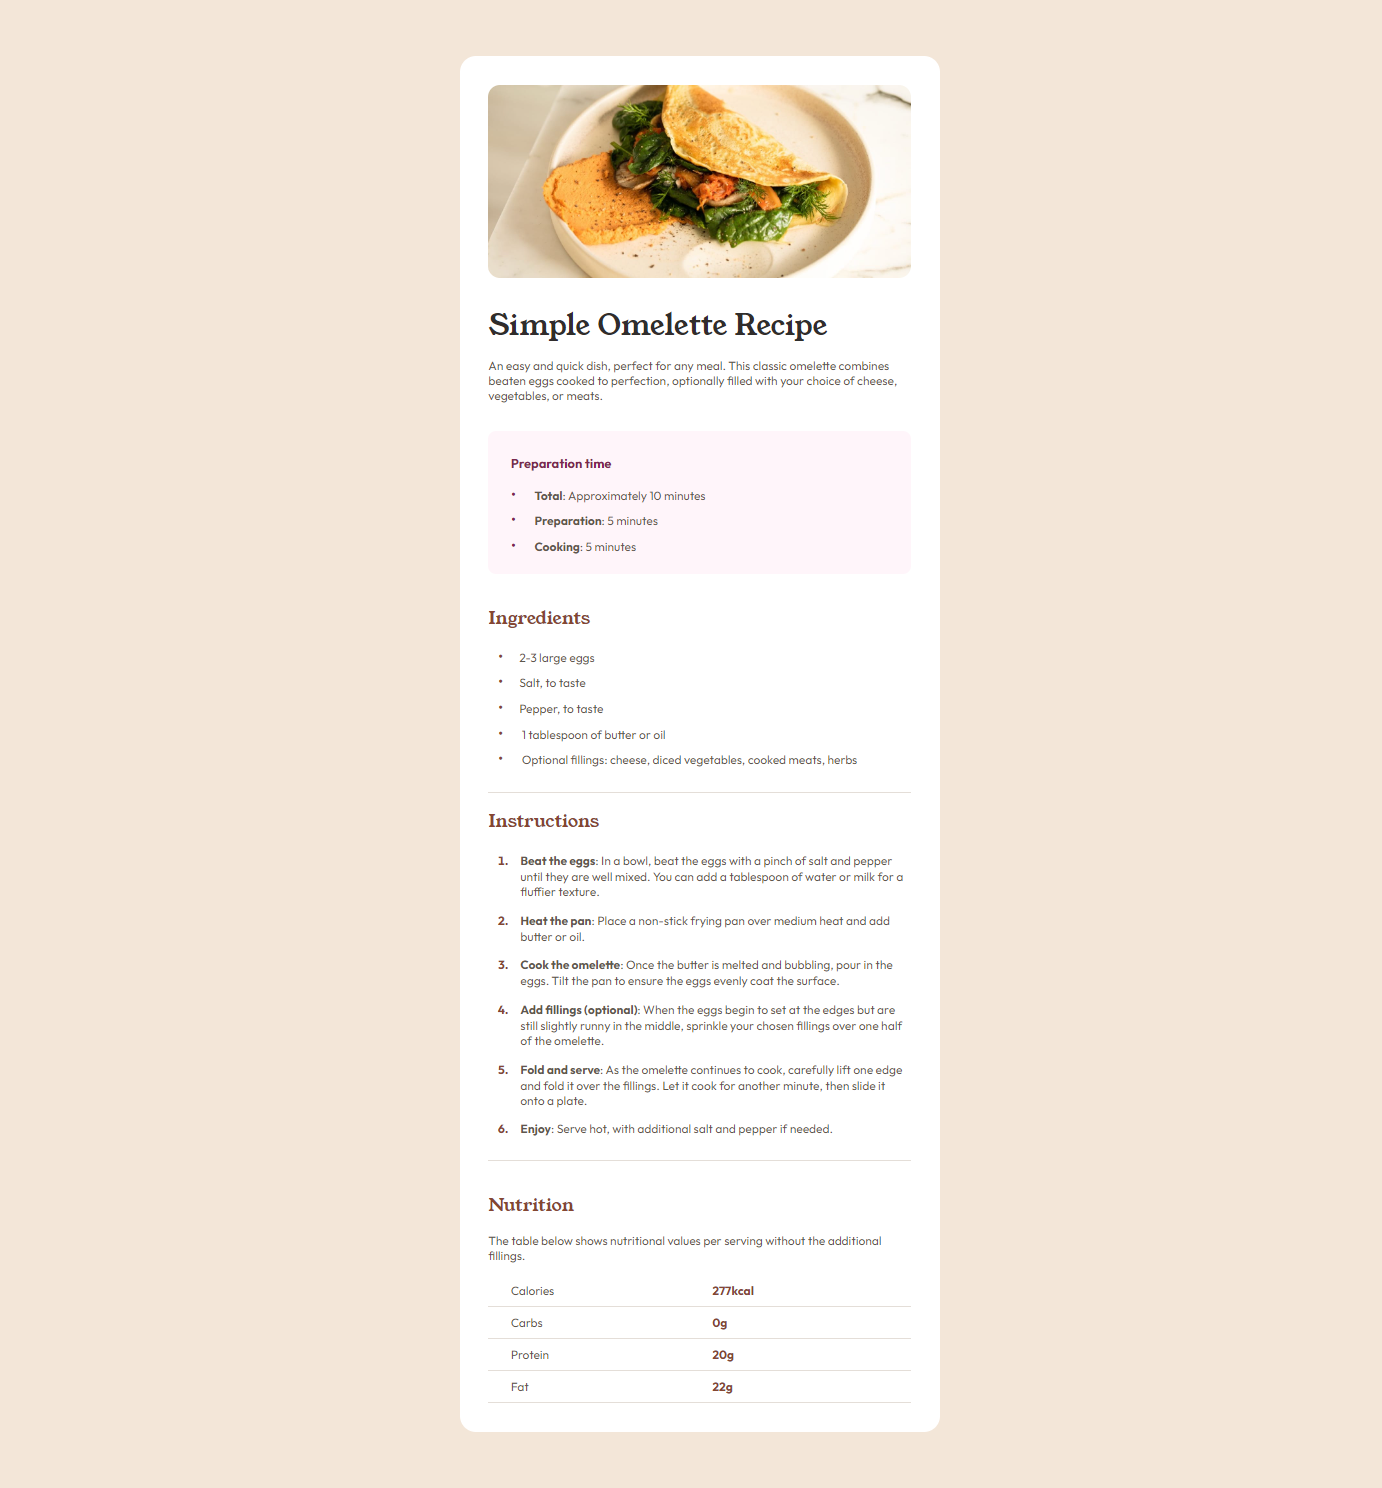 Simple Omelette Recipe
An easy and quick dish, perfect for any meal. This classic omelette combines
beaten eggs cooked to perfection, optionally filled with your choice of cheese,
vegetables, or meats.
Preparation time
• Total: Approximately 10 minutes
• Preparation: 5 minutes
• Cooking: 5 minutes
Ingredients
• 2-3 large eggs
• Salt, to taste
• Pepper, to taste
• 1 tablespoon of butter or oil
• Optional fillings: cheese, diced vegetables, cooked meats, herbs
Instructions
1. Beat the eggs: In a bowl, beat the eggs with a pinch of salt and pepper
until they are well mixed. You can add a tablespoon of water or milk for a
fluffier texture.
2. Heat the pan: Place a non-stick frying pan over medium heat and add
butter or oil.
3. Cook the omelette: Once the butter is melted and bubbling, pour in the
eggs. Tilt the pan to ensure the eggs evenly coat the surface.
4. Add fillings (optional): When the eggs begin to set at the edges but are
still slightly runny in the middle, sprinkle your chosen fillings over one half
of the omelette.
5. Fold and serve: As the omelette continues to cook, carefully lift one edge
and fold it over the fillings. Let it cook for another minute, then slide it
onto a plate.
6. Enjoy: Serve hot, with additional salt and pepper if needed.
Nutrition
The table below shows nutritional values per serving without the additional
fillings.
Calories 277kcal
Carbs 0g
Protein 20g
Fat 22g